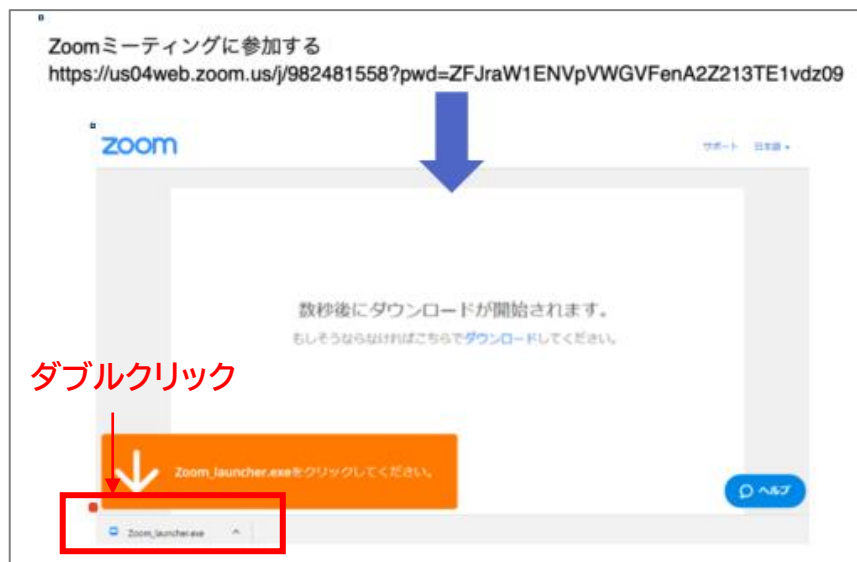 Zoomミーティングに参加する
https://us04web.zoom.us/j/982481558?pwd=ZFJraW1ENVpVWGVFenA2Z213TE1vdz09
zoom
サポート 日本語
数秒後にダウンロードが開始されます。
もしそうならなければこちらでダウンロードしてください。
ダブルクリック
Zoom_launcher.exeをクリックしてください。
ヘルプ
Zoom_launcher.exe